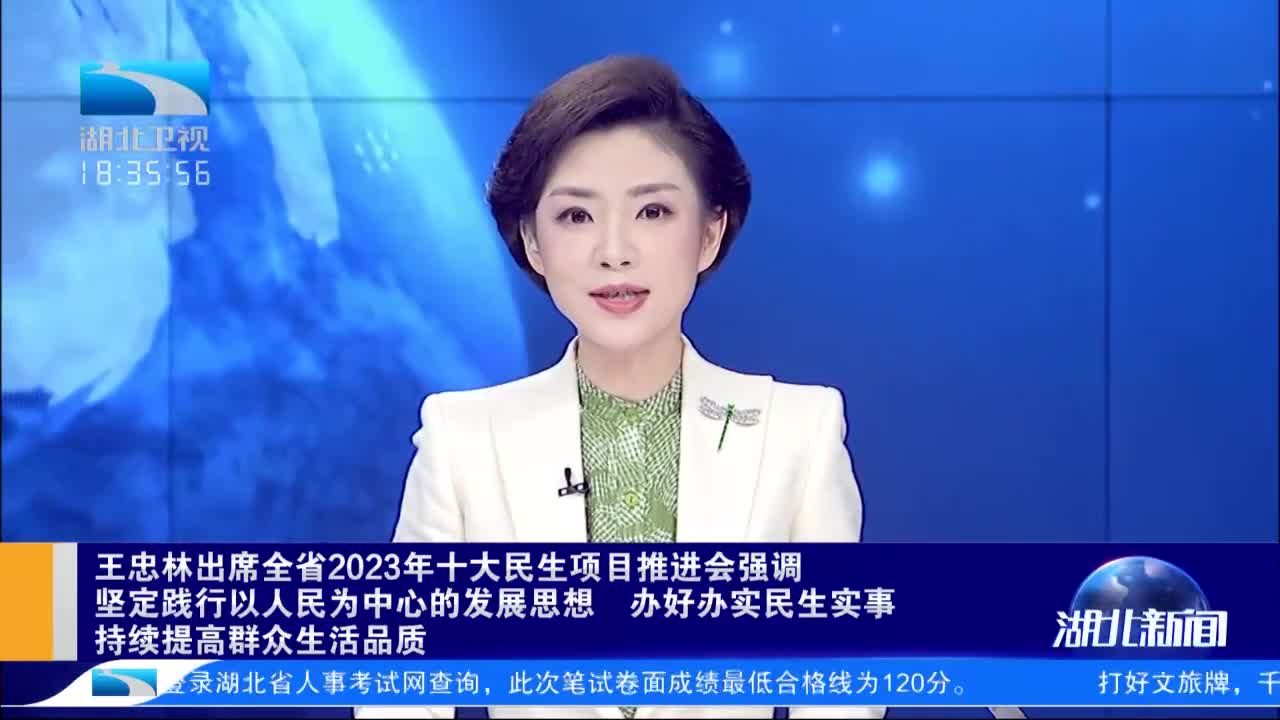 湖北卫视
18:35:56
王忠林出席全省2023年十大民生项目推进会强调
坚定践行以人民为中心的发展思想 办好办实民生实事
持续提高群众生活品质
湖北新闻
登录湖北省人事考试网查询，此次笔试卷面成绩最低合格线为120分。 打好文旅牌，千